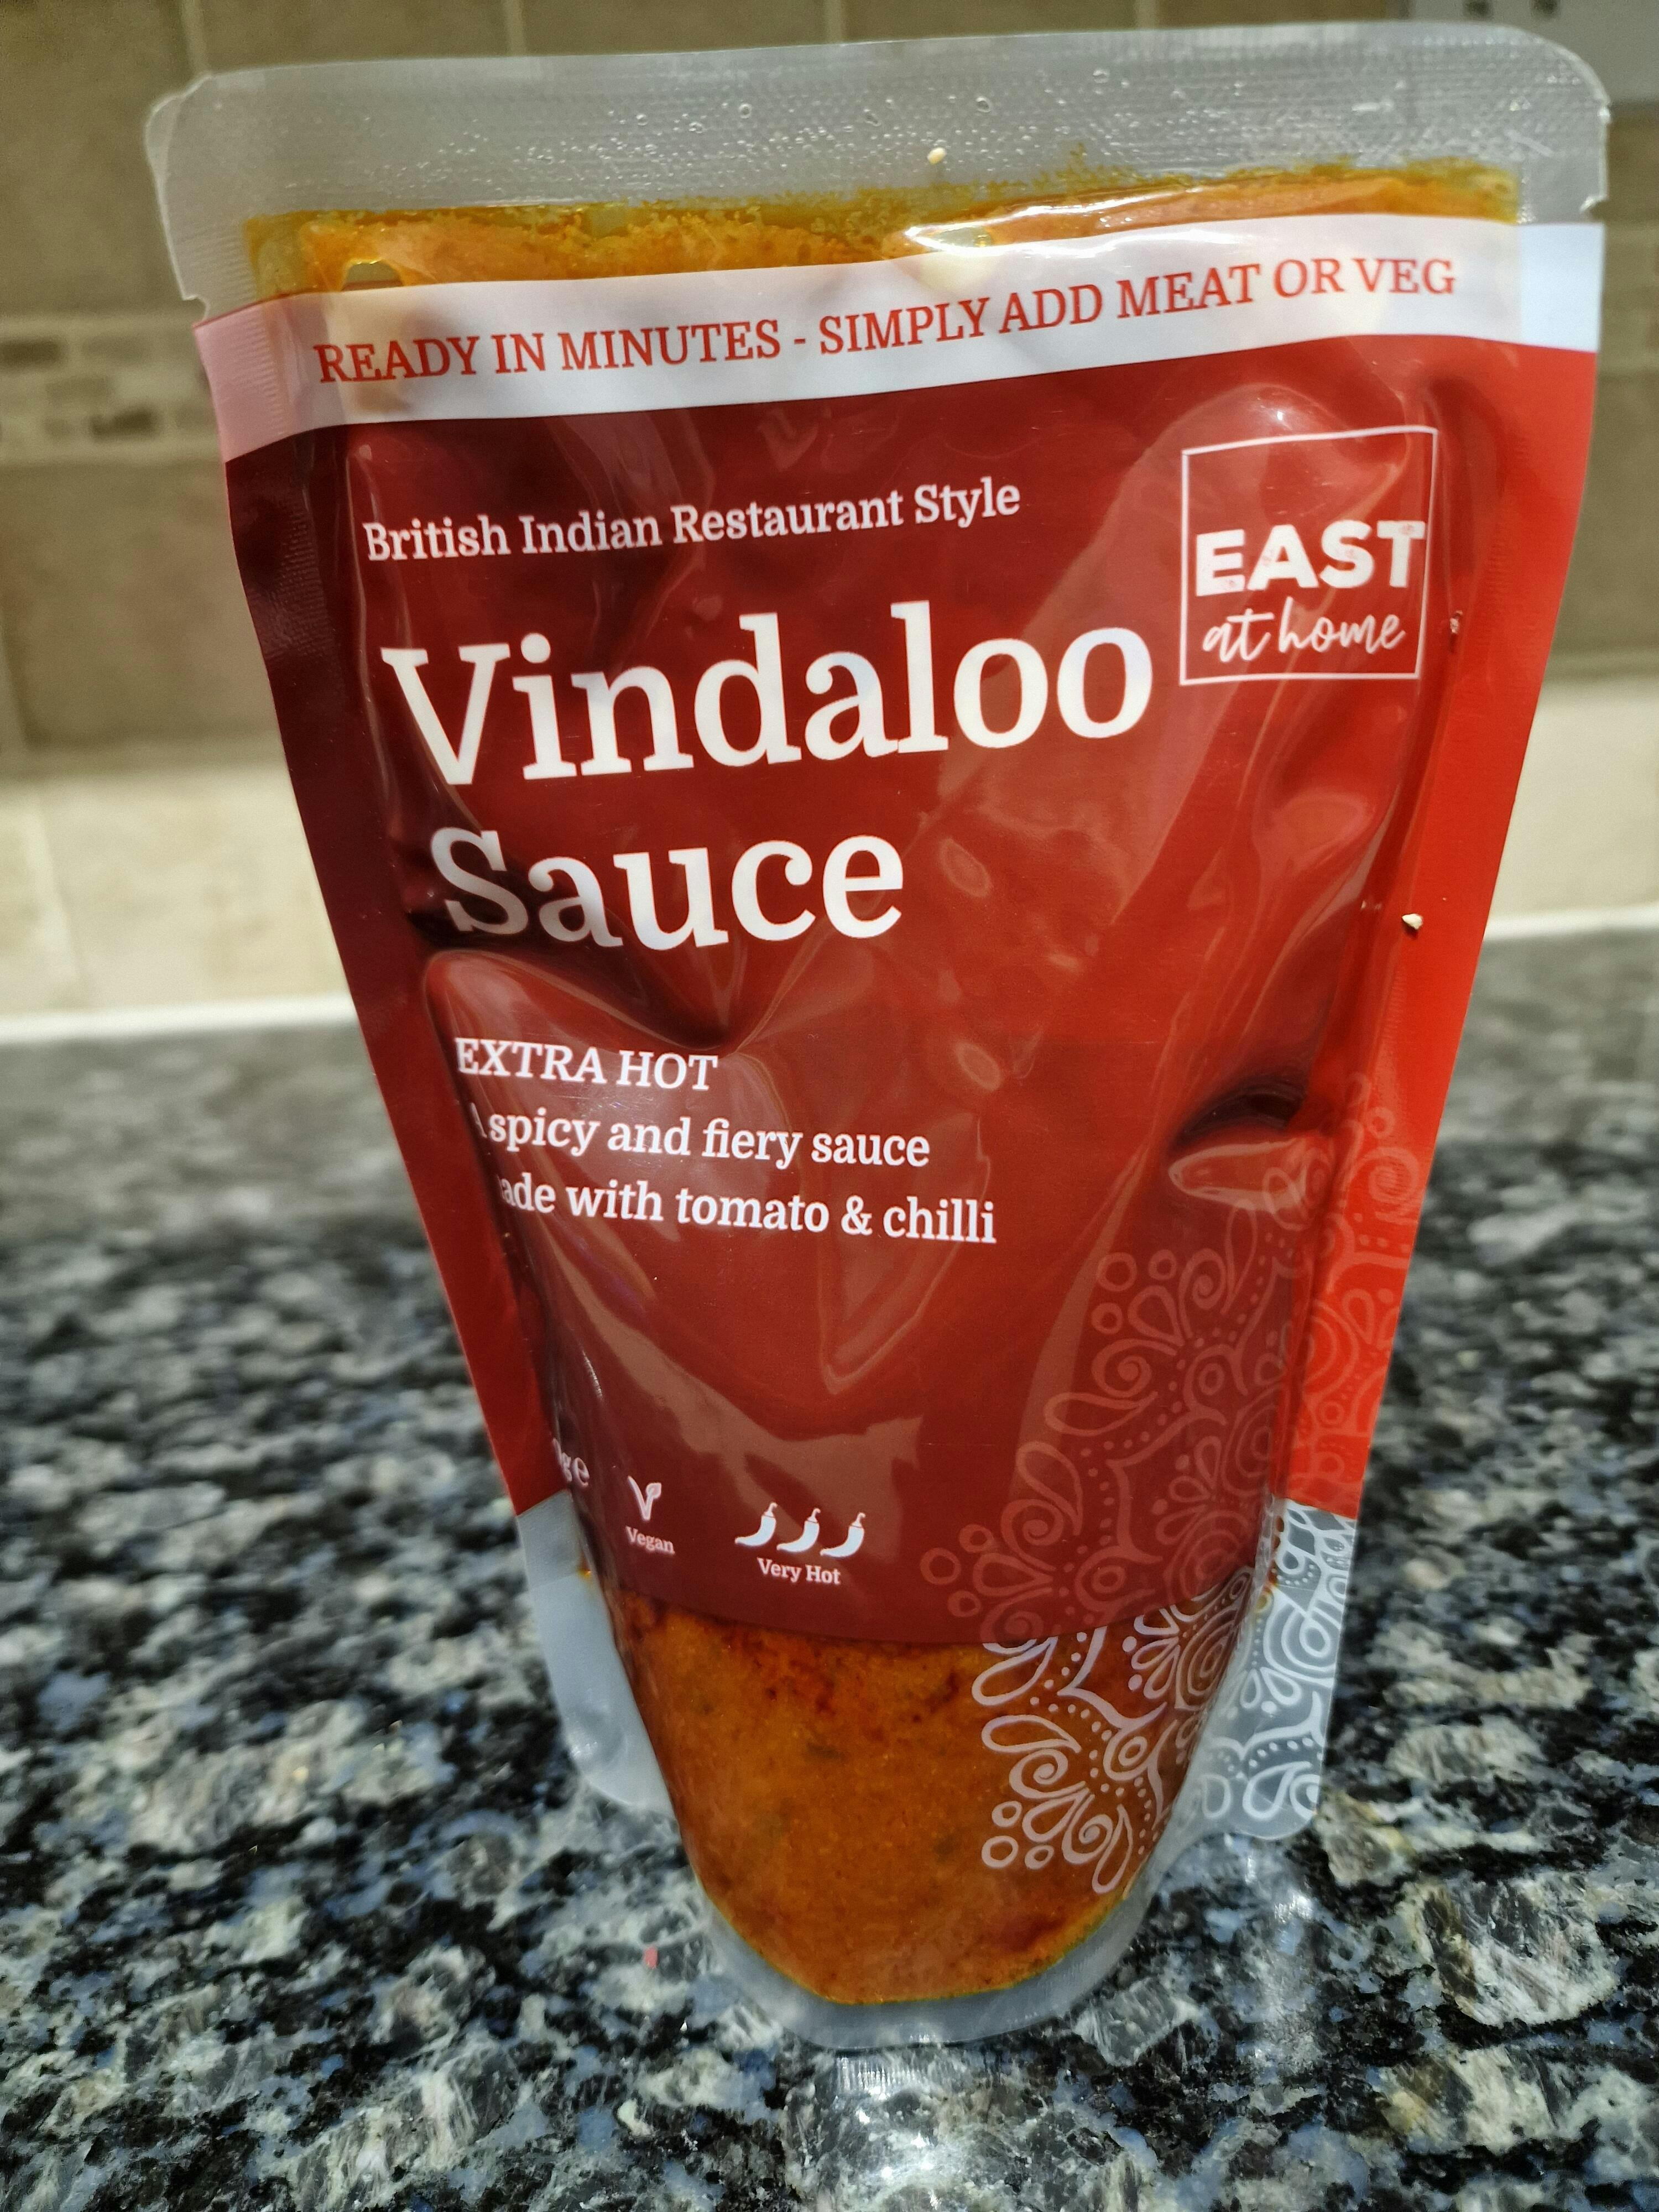 READY IN MINUTES - SIMPLY ADD MEAT OR VEG
British Indian Restaurant Style
EAST
at home
Vindaloo
Sauce
EXTRA HOT
A spicy and fiery sauce
ade with tomato & chilli
Vegan
Very Hot